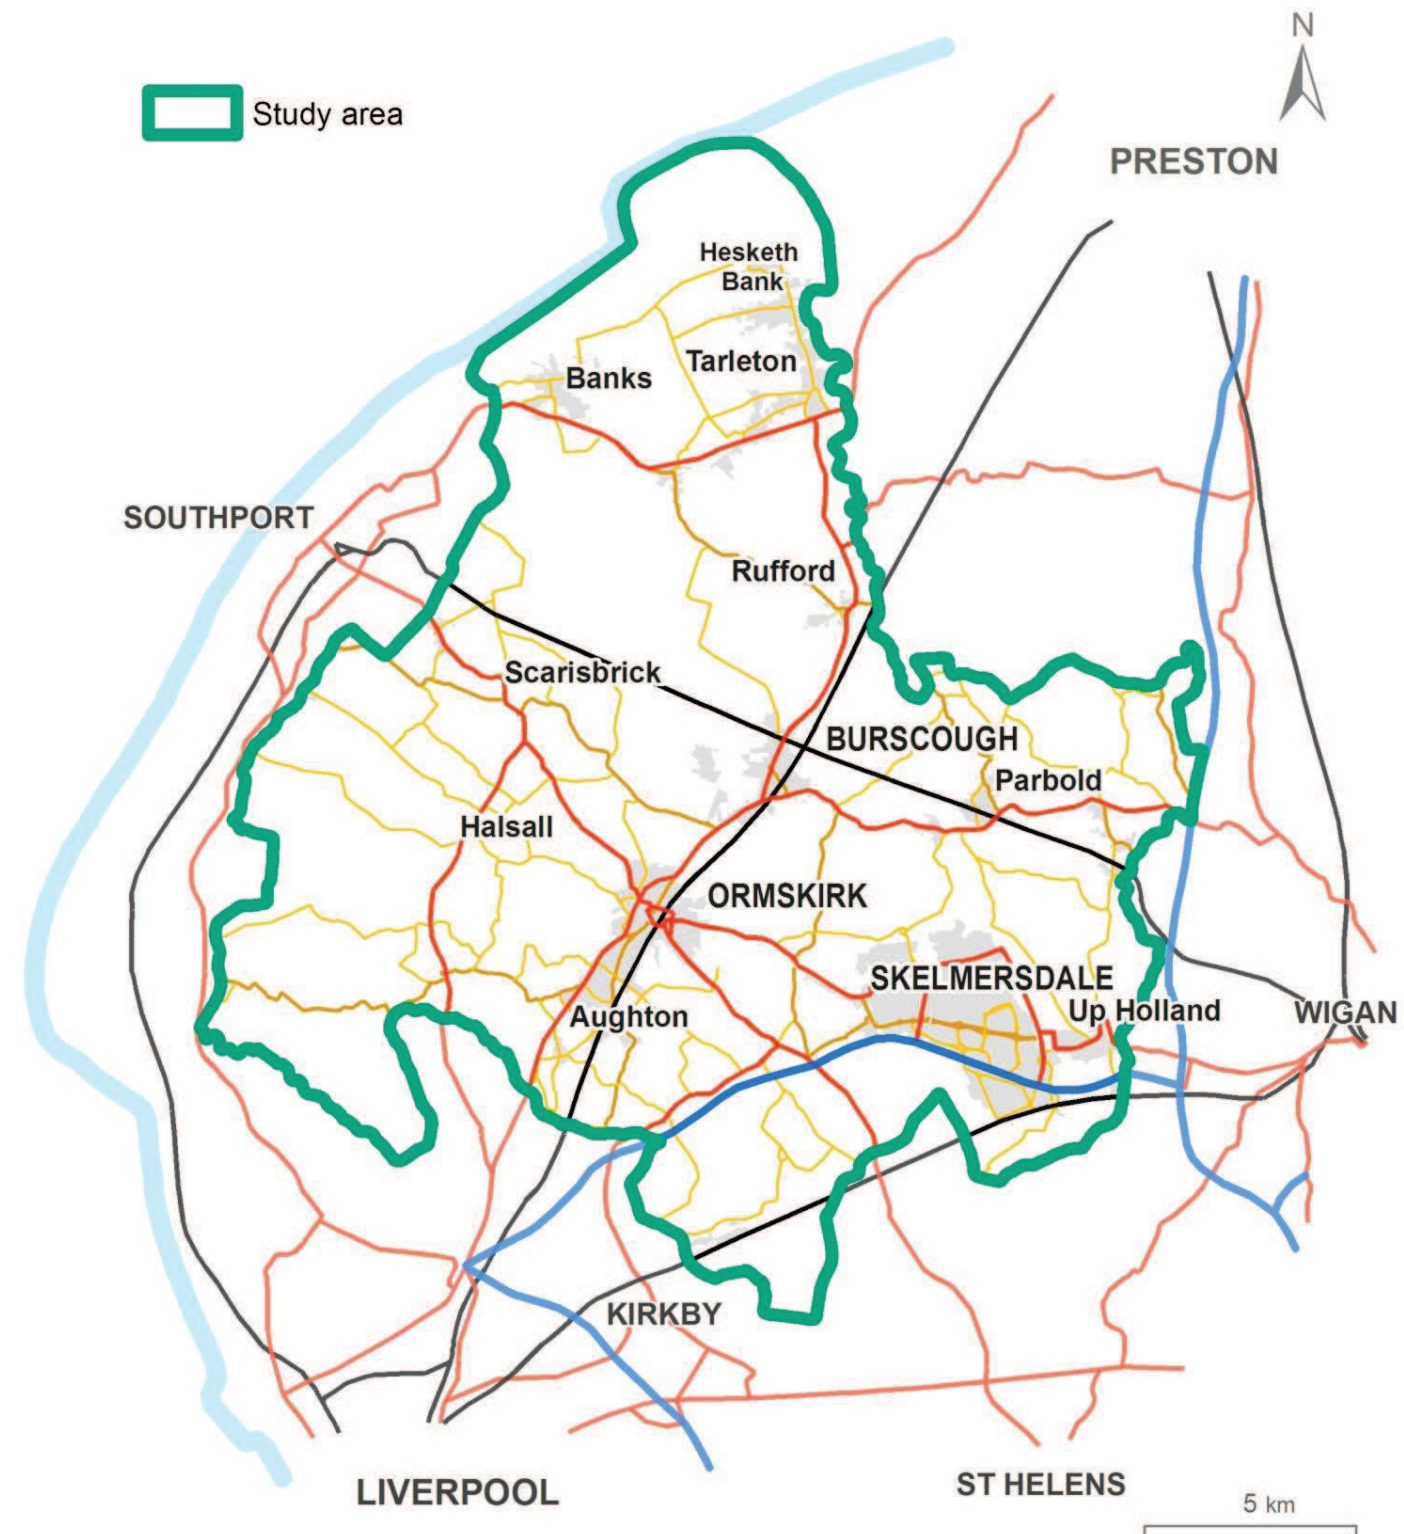 N
Study area
PRESTON
Hesketh
Bank
Tarleton
Banks
SOUTHPORT
Rufford
Scarisbrick
BURSCOUGH
Parbold
Halsall
ORMSKIRK
SKELMERSDALE
Up Holland
WIGAN
Aughton
KIRKBY
ST HELENS
LIVERPOOL
5 km